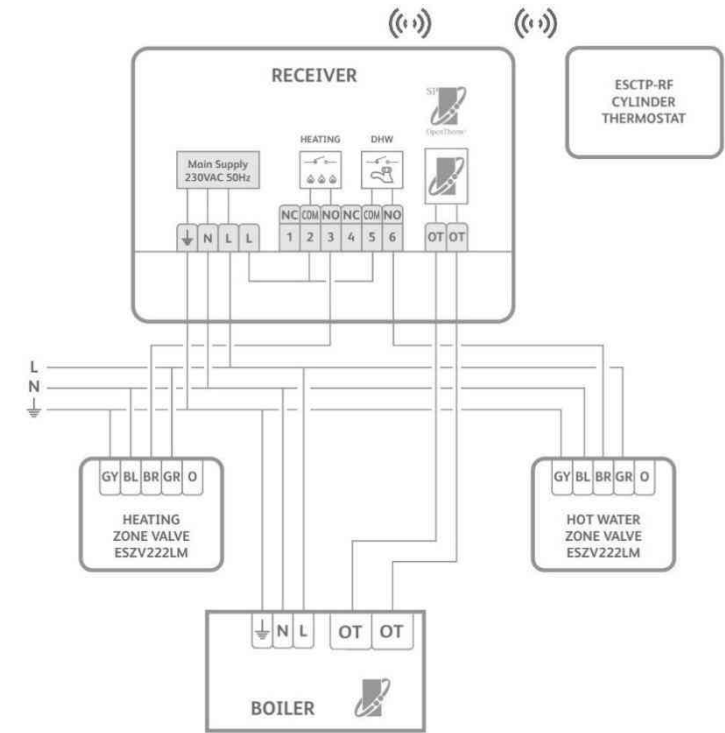 RECEIVER
ESCTP-RF
CYLINDER
THERMOSTAT
OpenTherm
HEATING DHW
Main Supply
230VAC 50Hz
NC COM NO NC COM NO
N L L 1 2 3 4 5 6 OT OT
L
N
GY BL BR GR O
HEATING
ZONE VALVE
ESZV222LM
GY BL BR GR O
HOT WATER
ZONE VALVE
ESZV222LM
N L OT OT
BOILER